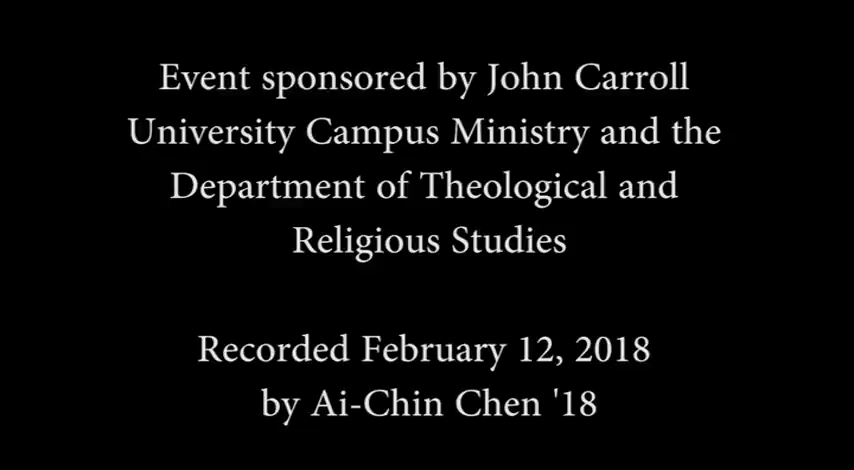 Event sponsored by John Carroll
University Campus Ministry and the
Department of Theological and
Religious Studies
Recorded February 12, 2018
by Ai-Chin Chen '18